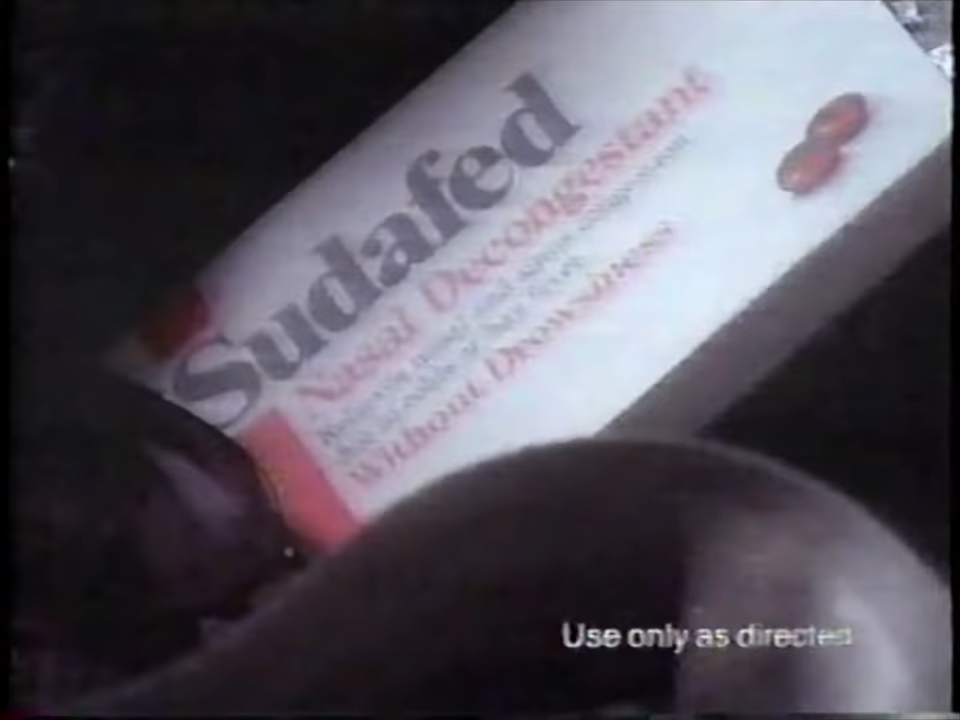 Sudafed
Nasal Decongestant
Without Drowsiness
Use only as directed